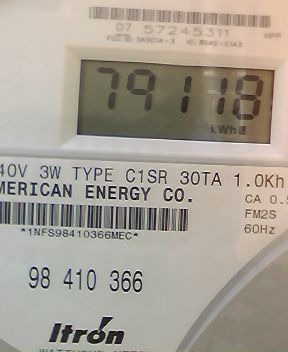 07 57245311
79118
kWh
40V 3W TYPE C1SR 30TA 1.0Kh
MERICAN ENERGY CO.
CA 0.5
FM2S
60Hz
*1NFS98410366MEC*
98 410 366
Itrón